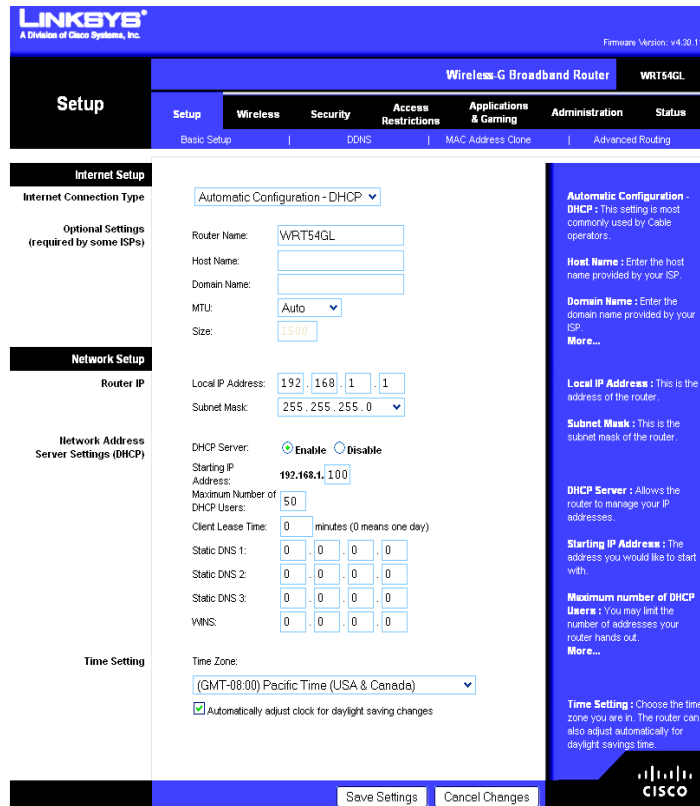 LINKSYS®
A Division of Cisco Systems, Inc.
Firmware Version: v4.30.1
Wireless-G Broadband Router WRT54GL
Setup
Setup Wireless Security Access Restrictions Applications & Gaming Administration Status
Basic Setup | DDNS | MAC Address Clone | Advanced Routing
Internet Setup
Internet Connection Type
Automatic Configuration - DHCP
Optional Settings
(required by some ISPs)
Router Name: WRT54GL
Host Name:
Domain Name:
MTU: Auto
Size: 1500
Network Setup
Router IP
Local IP Address: 192 . 168 . 1 . 1
Subnet Mask: 255.255.255.0
Network Address
Server Settings (DHCP)
DHCP Server: Enable Disable
Starting IP
Address:
192.168.1. 100
Maximum Number of
DHCP Users:
50
Client Lease Time: 0 minutes (0 means one day)
Static DNS 1: 0 . 0 . 0 . 0
Static DNS 2: 0 . 0 . 0 . 0
Static DNS 3: 0 . 0 . 0 . 0
WINS: 0 . 0 . 0 . 0
Time Setting
Time Zone:
(GMT-08:00) Pacific Time (USA & Canada)
Automatically adjust clock for daylight saving changes
Automatic Configuration -
DHCP : This setting is most
commonly used by Cable
operators.
Host Name : Enter the host
name provided by your ISP.
Domain Name : Enter the
domain name provided by your
ISP.
More...
Local IP Address : This is the
address of the router.
Subnet Mask : This is the
subnet mask of the router.
DHCP Server : Allows the
router to manage your IP
addresses.
Starting IP Address : The
address you would like to start
with.
Maximum number of DHCP
Users : You may limit the
number of addresses your
router hands out.
More...
Time Setting : Choose the time
zone you are in. The router can
also adjust automatically for
daylight savings time.
Save Settings Cancel Changes
CISCO